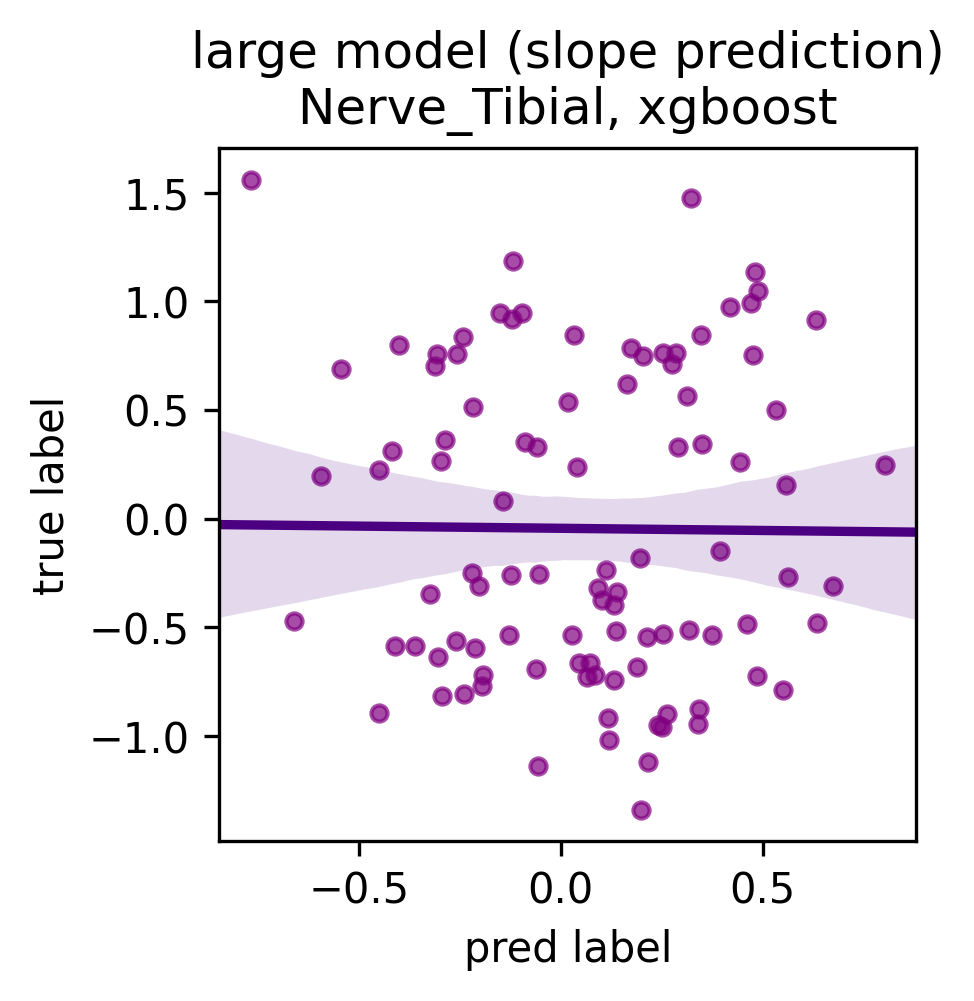 large model (slope prediction)
Nerve_Tibial, xgboost
1.5
1.0
0.5
0.0
−0.5
−1.0
true label
−0.5
0.0
0.5
pred label